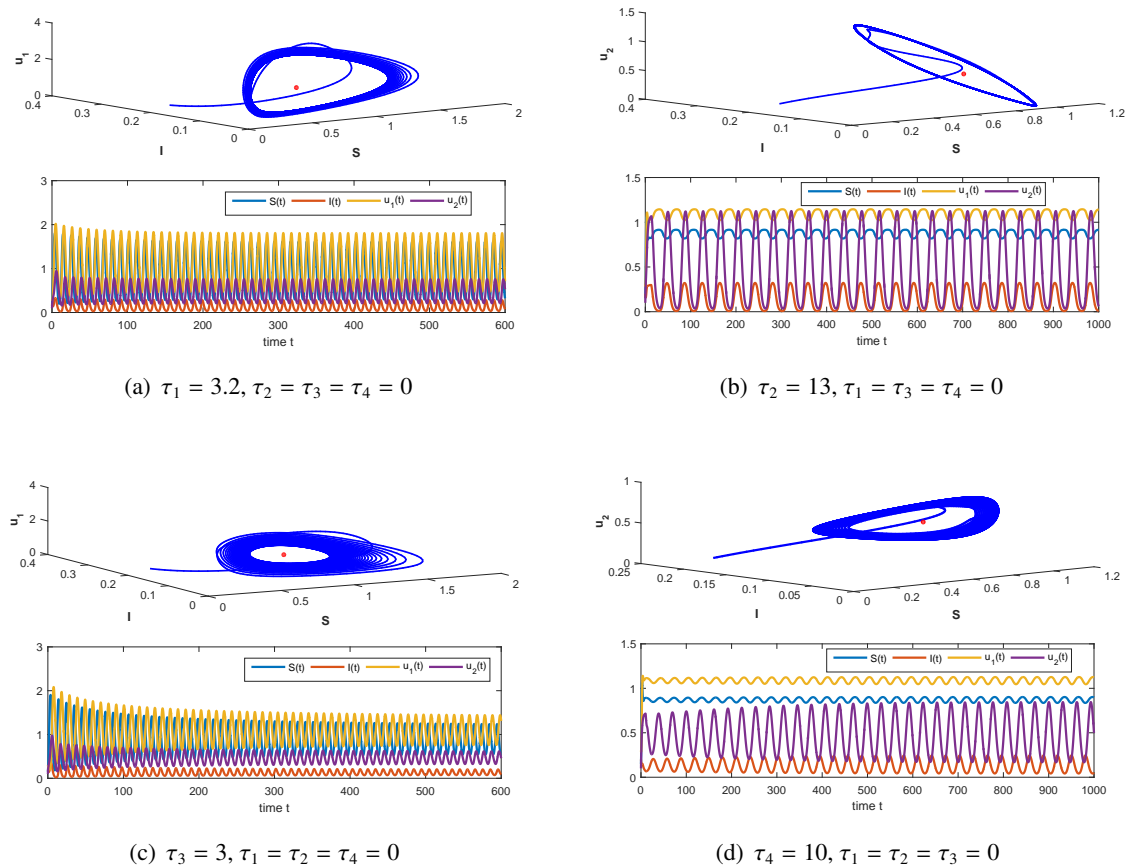 u₁
4
2
0
0.4
0.3
0.2
0.1
0
I
0
0.5
1
1.5
2
S
3
2
1
0
S(t) I(t) u₁(t) u₂(t)
0 100 200 300 400 500 600
time t
(a) τ₁ = 3.2, τ₂ = τ₃ = τ₄ = 0
u₂
1.5
1
0.5
0
0.4
0.3
0.2
0.1
0
I
0
0.2
0.4
0.6
0.8
1
1.2
S
1.5
1
0.5
0
S(t) I(t) u₁(t) u₂(t)
0 100 200 300 400 500 600 700 800 900 1000
time t
(b) τ₂ = 13, τ₁ = τ₃ = τ₄ = 0
u₁
4
2
0
0.4
0.3
0.2
0.1
0
I
0
0.5
1
1.5
2
S
3
2
1
0
S(t) I(t) u₁(t) u₂(t)
0 100 200 300 400 500 600
time t
(c) τ₃ = 3, τ₁ = τ₂ = τ₄ = 0
u₂
1
0.5
0
0.25
0.2
0.15
0.1
0.05
0
I
0
0.2
0.4
0.6
0.8
1
1.2
S
1.5
1
0.5
0
S(t) I(t) u₁(t) u₂(t)
0 100 200 300 400 500 600 700 800 900 1000
time t
(d) τ₄ = 10, τ₁ = τ₂ = τ₃ = 0